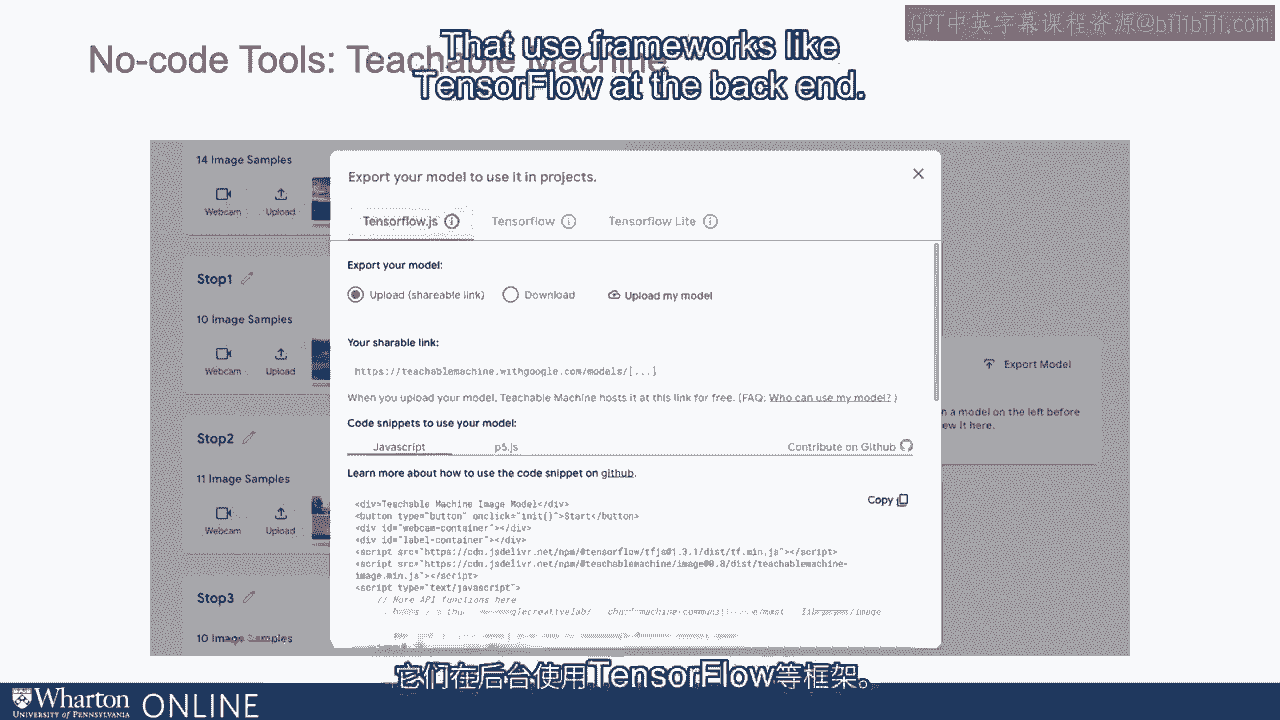 GPT中英字幕课程资源@bilibili.com
No-code Tools: Teachable Machine
That use frameworks like
TensorFlow at the back end.
14 Image Samples
Webcam Upload
Export your model to use it in projects.
Tensorflow.js Tensorflow Tensorflow Lite
Export your model:
Upload (shareable link) Download Upload my model
Stop1
10 Image Samples
Webcam Upload
Your sharable link:
https://teachablemachine.withgoogle.com/models/[...]
When you upload your model, Teachable Machine hosts it at this link for free. (FAQ: Who can use my model?)
Export Model
n a model on the left before
ew it here.
Code snippets to use your model:
Javascript p5.js Contribute on Github
Stop2
11 Image Samples
Webcam Upload
Learn more about how to use the code snippet on github.
Copy
<div>Teachable Machine Image Model</div>
<button type="button" onclick="init()">Start</button>
<div id="webcam-container"></div>
<div id="label-container"></div>
<script src="https://cdn.jsdelivr.net/npm/@tensorflow/tfjs@1.3.1/dist/tf.min.js"></script>
<script src="https://cdn.jsdelivr.net/npm/@teachablemachine/image@0.8/dist/teachablemachine-
image.min.js"></script>
<script type="text/javascript">
// More API functions here
Stop3
10 Image Samples
它们在后台使用TensorFlow等框架。
Wharton ONLINE
UNIVERSITY of PENNSYLVANIA